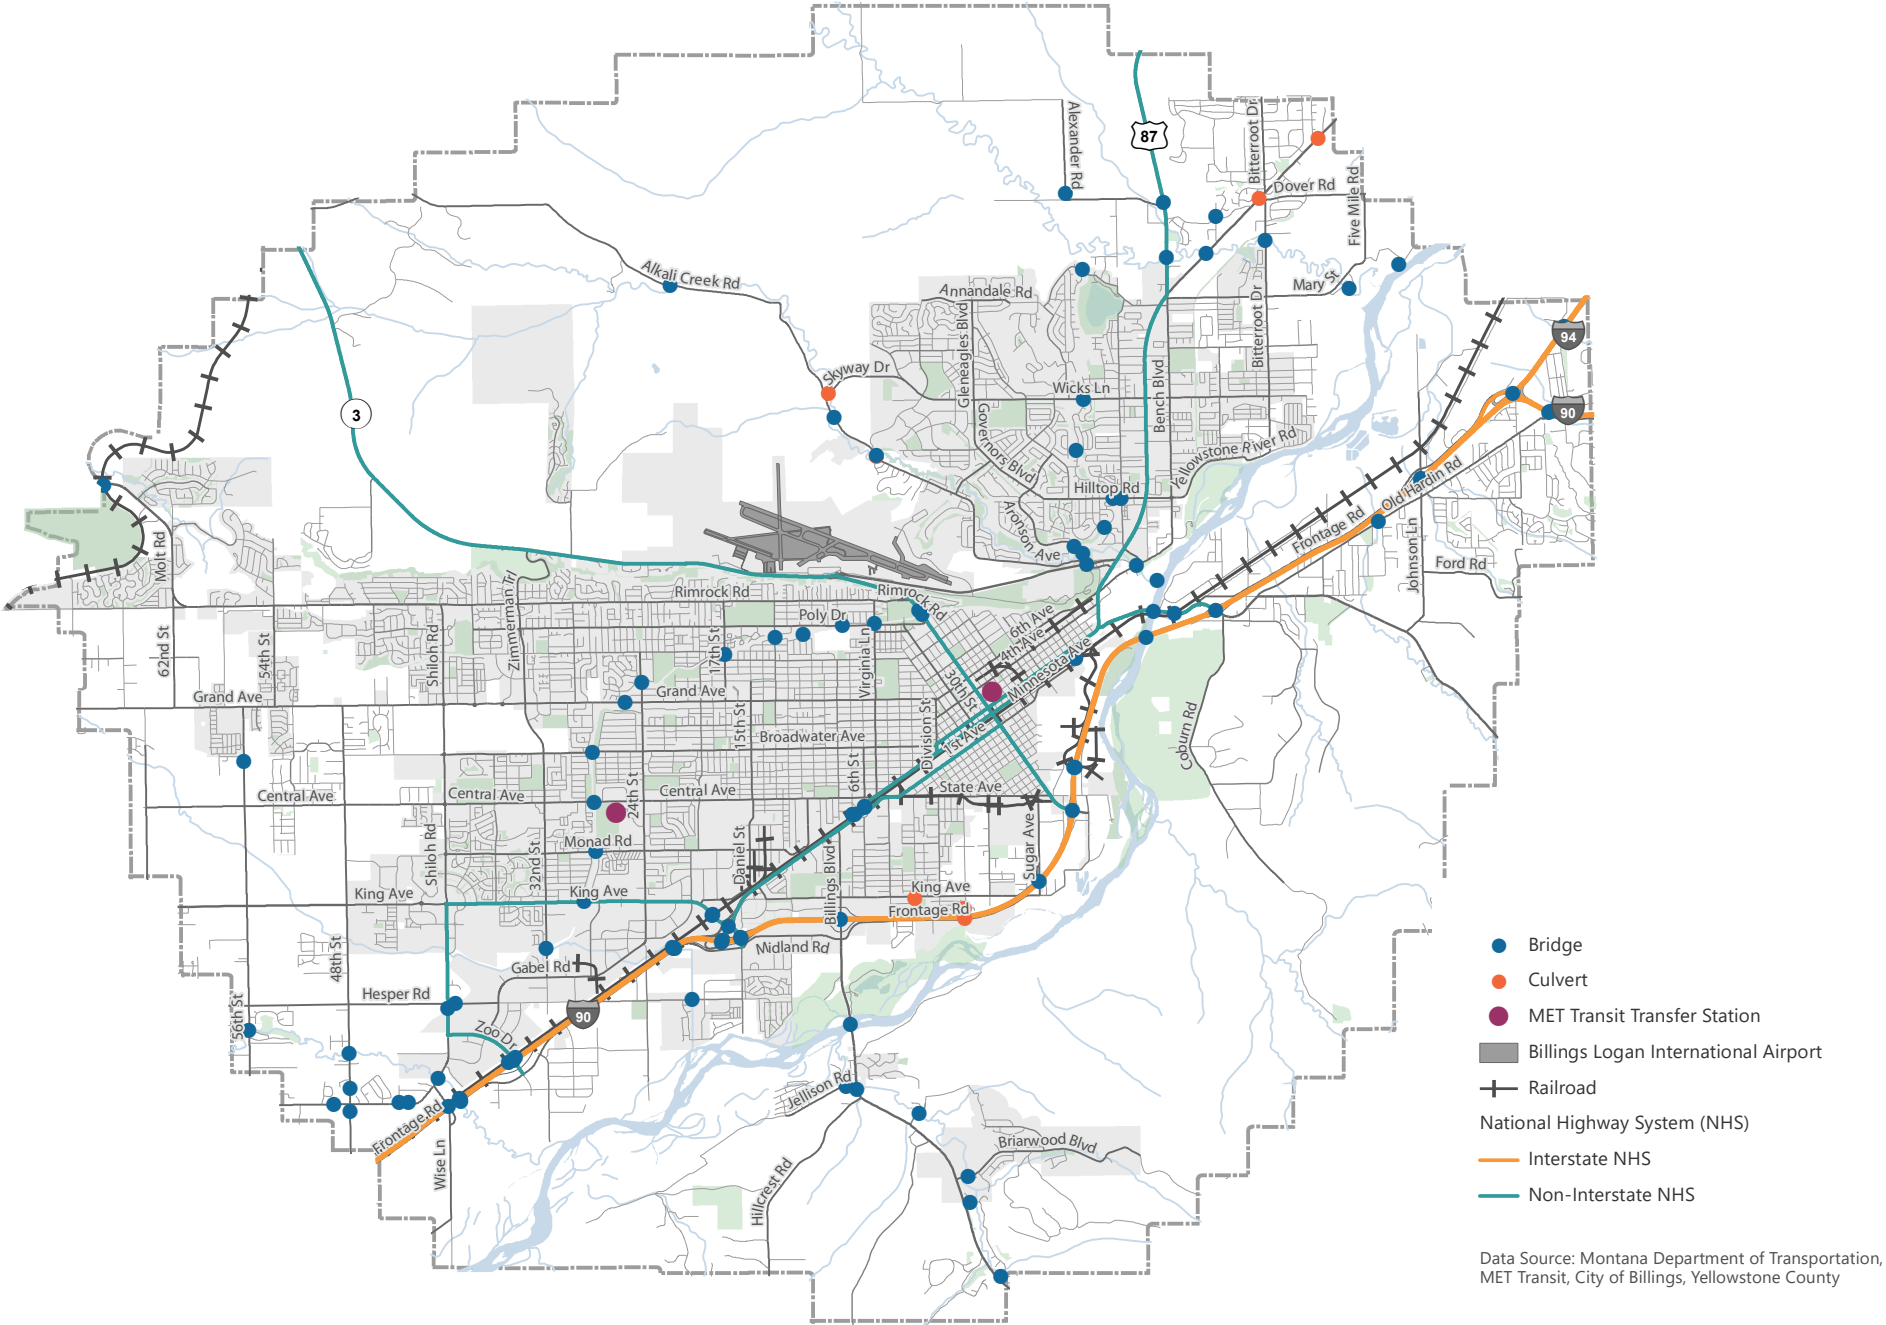 87
Alexander Rd
Bitterroot Dr
Dover Rd
Five Mile Rd
Alkali Creek Rd
Mary St
Annandale Rd
Gleneagles Blvd
Bitterroot Dr
94
Skyway Dr
Wicks Ln
Bench Blvd
3
90
Governors Blvd
Yellowstone River Rd
Hilltop Rd
Old Hardin Rd
Aronson Ave
Frontage Rd
Johnson Ln
Ford Rd
Molt Rd
Zimmerman Trl
Rimrock Rd
Rimrock Rd
Poly Dr
6th Ave
4th Ave
Minnesota Ave
62nd St
54th St
Shiloh Rd
17th St
Virginia Ln
Grand Ave
Grand Ave
30th St
15th St
Broadwater Ave
Division St
1st Ave
Coburn Rd
Central Ave
Central Ave
24th St
Central Ave
6th St
State Ave
Shiloh Rd
32nd St
Monad Rd
Daniel St
Billings Blvd
Sugar Ave
King Ave
King Ave
King Ave
Frontage Rd
48th St
Gabel Rd
Midland Rd
56th St
Hesper Rd
Zoo Dr
90
Jellison Rd
Frontage Rd
Wise Ln
Hillcrest Rd
Briarwood Blvd
Bridge
Culvert
MET Transit Transfer Station
Billings Logan International Airport
Railroad
National Highway System (NHS)
Interstate NHS
Non-Interstate NHS
Data Source: Montana Department of Transportation,
MET Transit, City of Billings, Yellowstone County